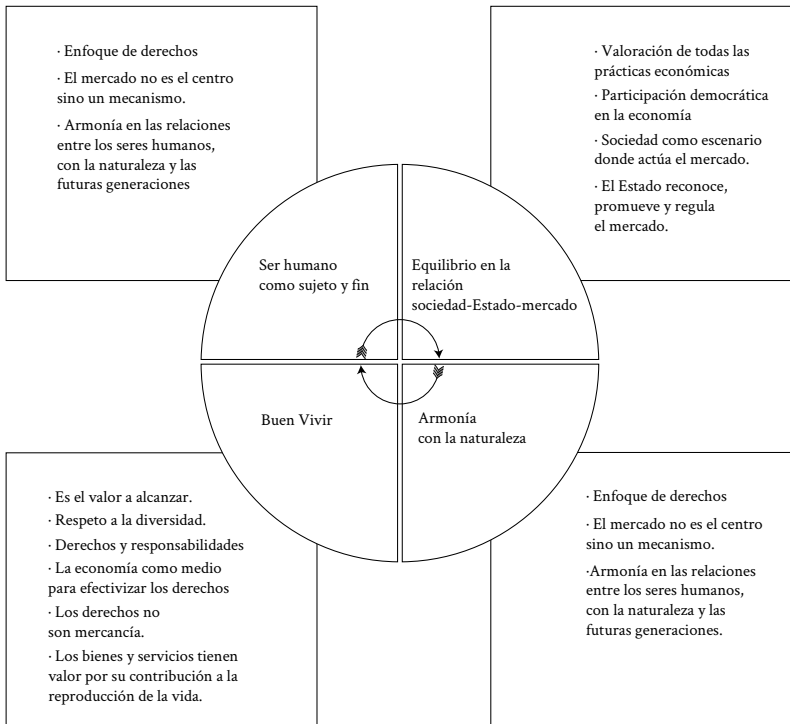 · Enfoque de derechos
· El mercado no es el centro
sino un mecanismo.
· Armonía en las relaciones
entre los seres humanos,
con la naturaleza y las
futuras generaciones
· Valoración de todas las
prácticas económicas
· Participación democrática
en la economía
· Sociedad como escenario
donde actúa el mercado.
· El Estado reconoce,
promueve y regula
el mercado.
Ser humano
como sujeto y fin
Equilibrio en la
relación
sociedad-Estado-mercado
Buen Vivir
Armonía
con la naturaleza
· Es el valor a alcanzar.
· Respeto a la diversidad.
· Derechos y responsabilidades
· La economía como medio
para efectivizar los derechos
· Los derechos no
son mercancía.
· Los bienes y servicios tienen
valor por su contribución a la
reproducción de la vida.
· Enfoque de derechos
· El mercado no es el centro
sino un mecanismo.
·Armonía en las relaciones
entre los seres humanos,
con la naturaleza y las
futuras generaciones.